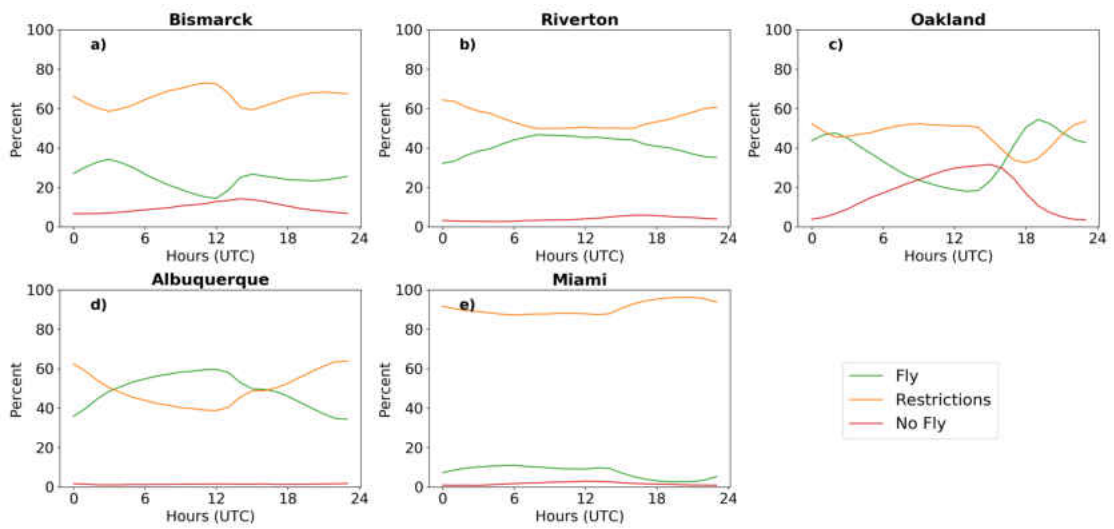 Bismarck
a)
Percent
100
80
60
40
20
0
0 6 12 18 24
Hours (UTC)
Riverton
b)
Percent
100
80
60
40
20
0
0 6 12 18 24
Hours (UTC)
Oakland
c)
Percent
100
80
60
40
20
0
0 6 12 18 24
Hours (UTC)
Albuquerque
d)
Percent
100
80
60
40
20
0
0 6 12 18 24
Hours (UTC)
Miami
e)
Percent
100
80
60
40
20
0
0 6 12 18 24
Hours (UTC)
Fly
Restrictions
No Fly